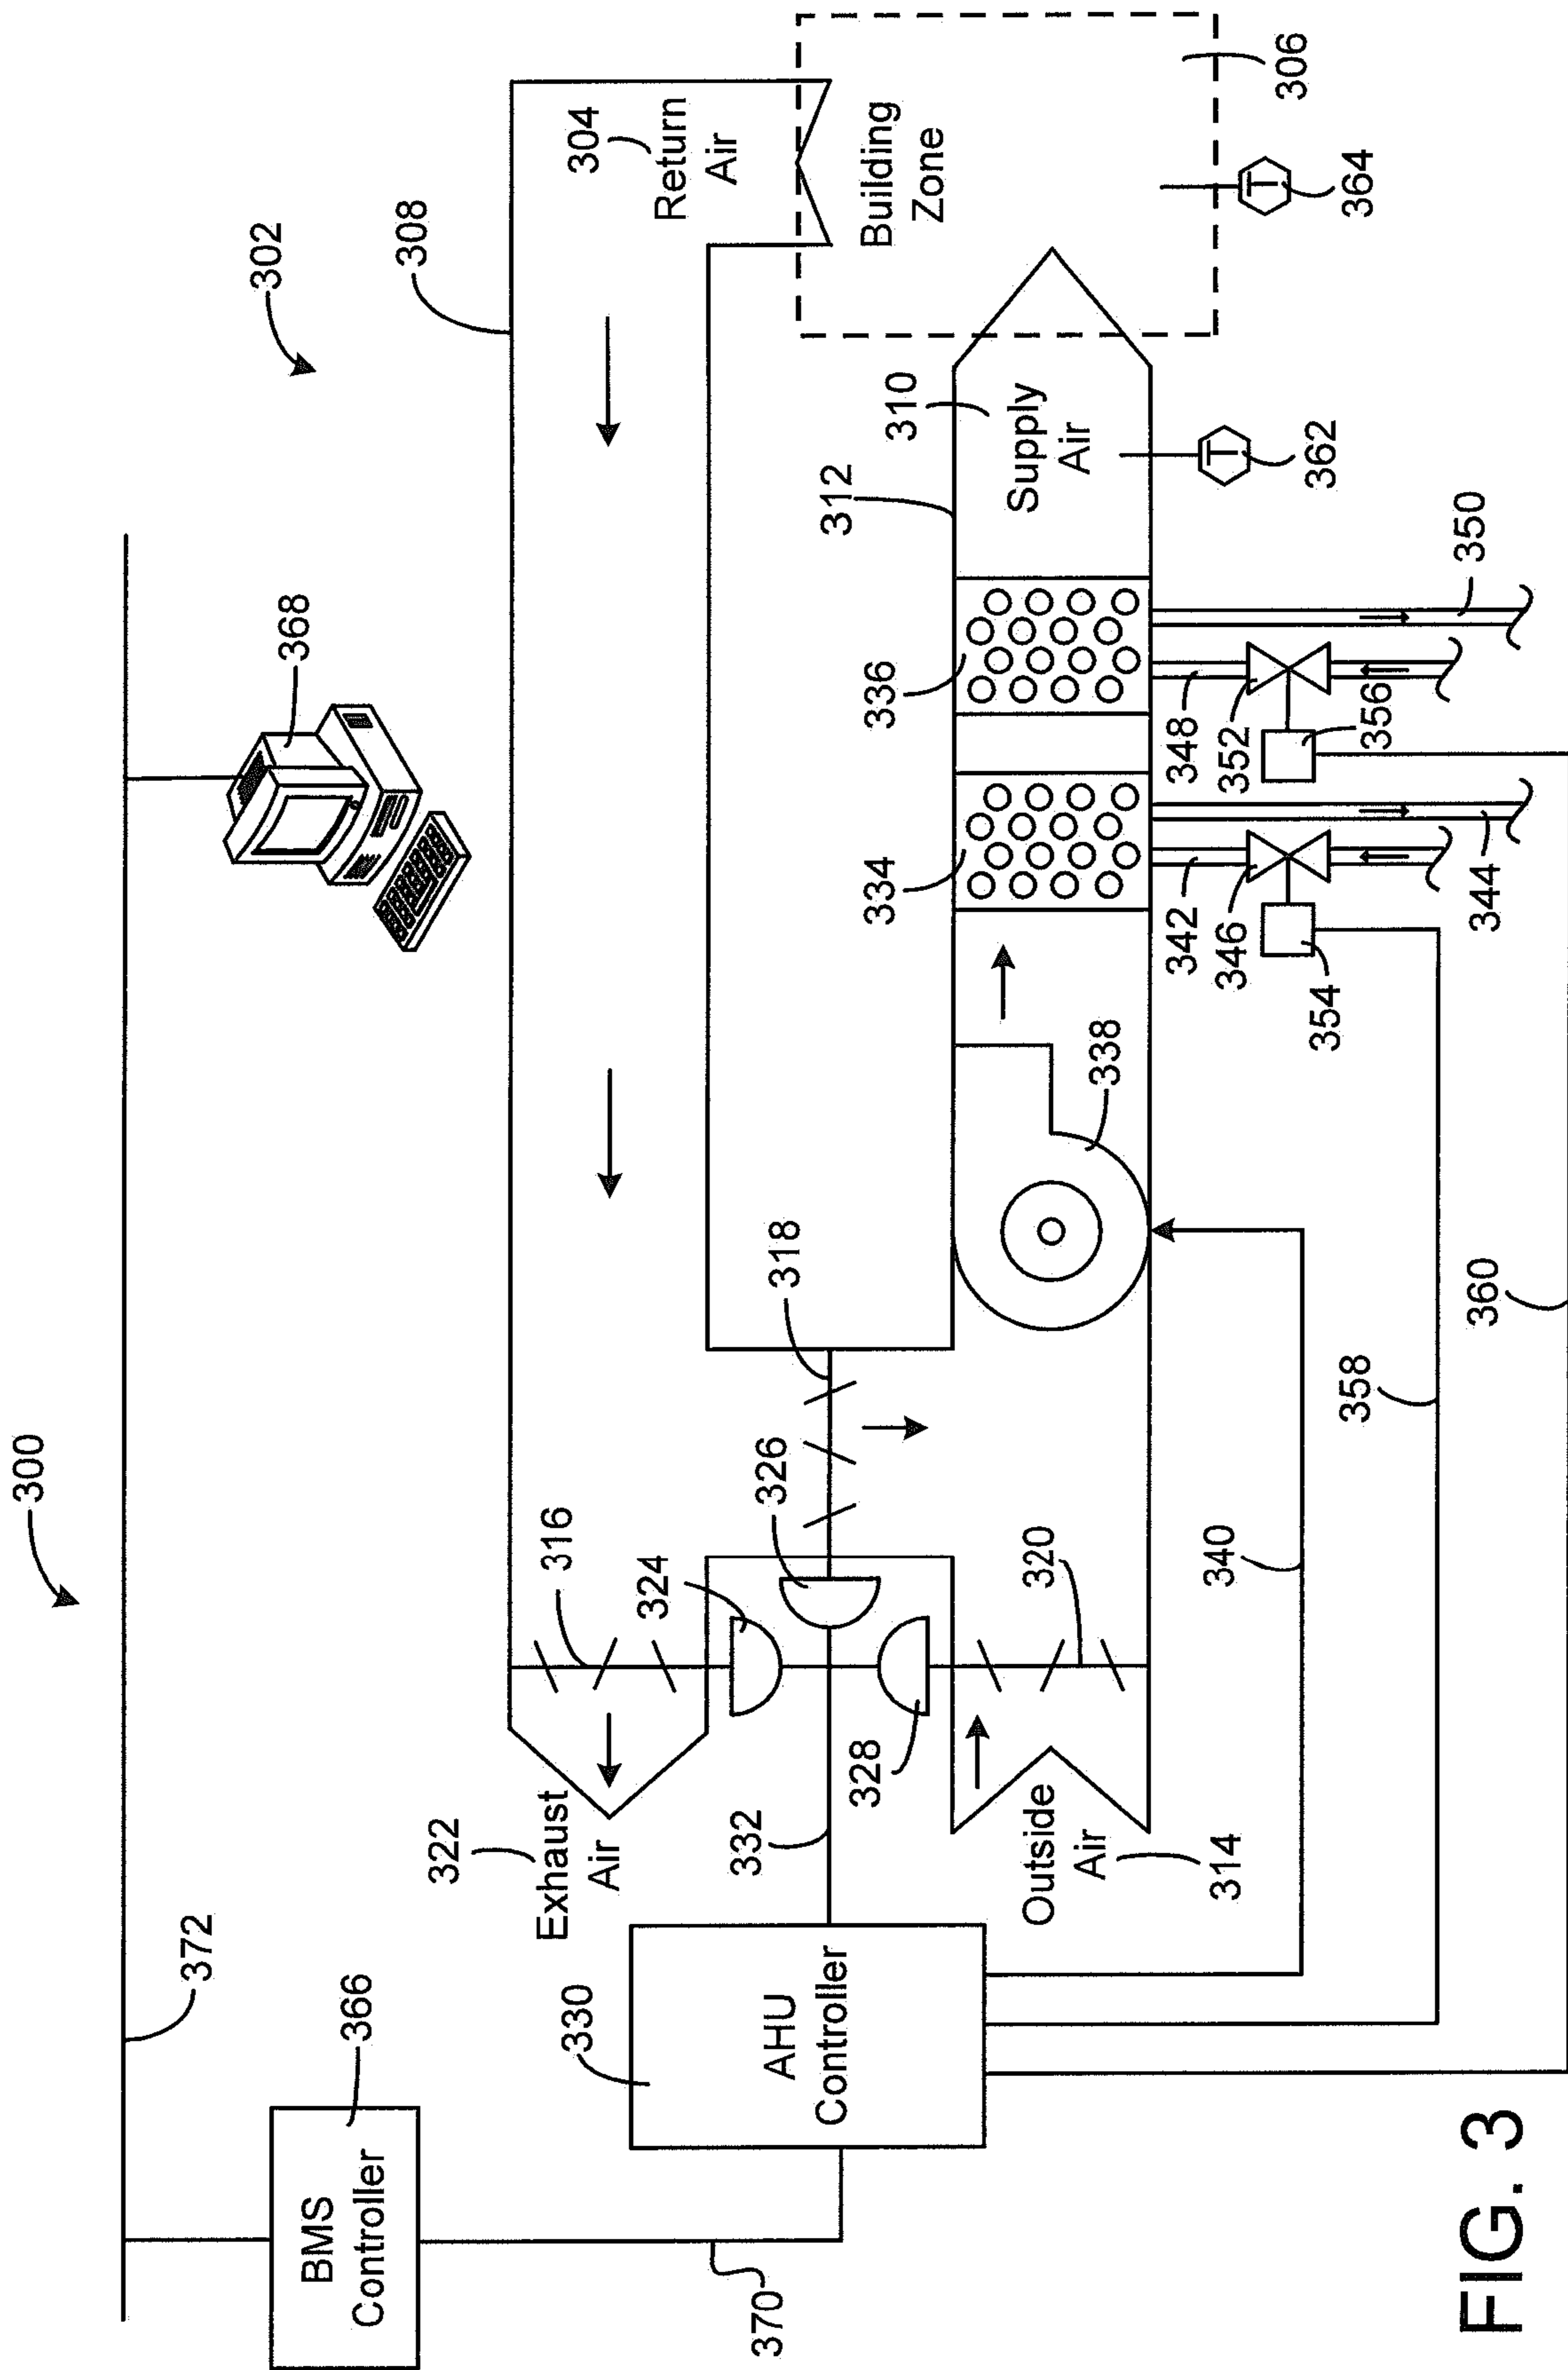 300
372
BMS
Controller
366
370
368
302
308
304
Return
Air
Building
Zone
306
364
322
Exhaust
Air
316
324
326
318
332
328
320
Outside
Air
314
330
AHU
Controller
338
334
336
312
310
Supply
Air
362
342
346
354
344
348
352
356
350
340
358
360
FIG. 3
T
T